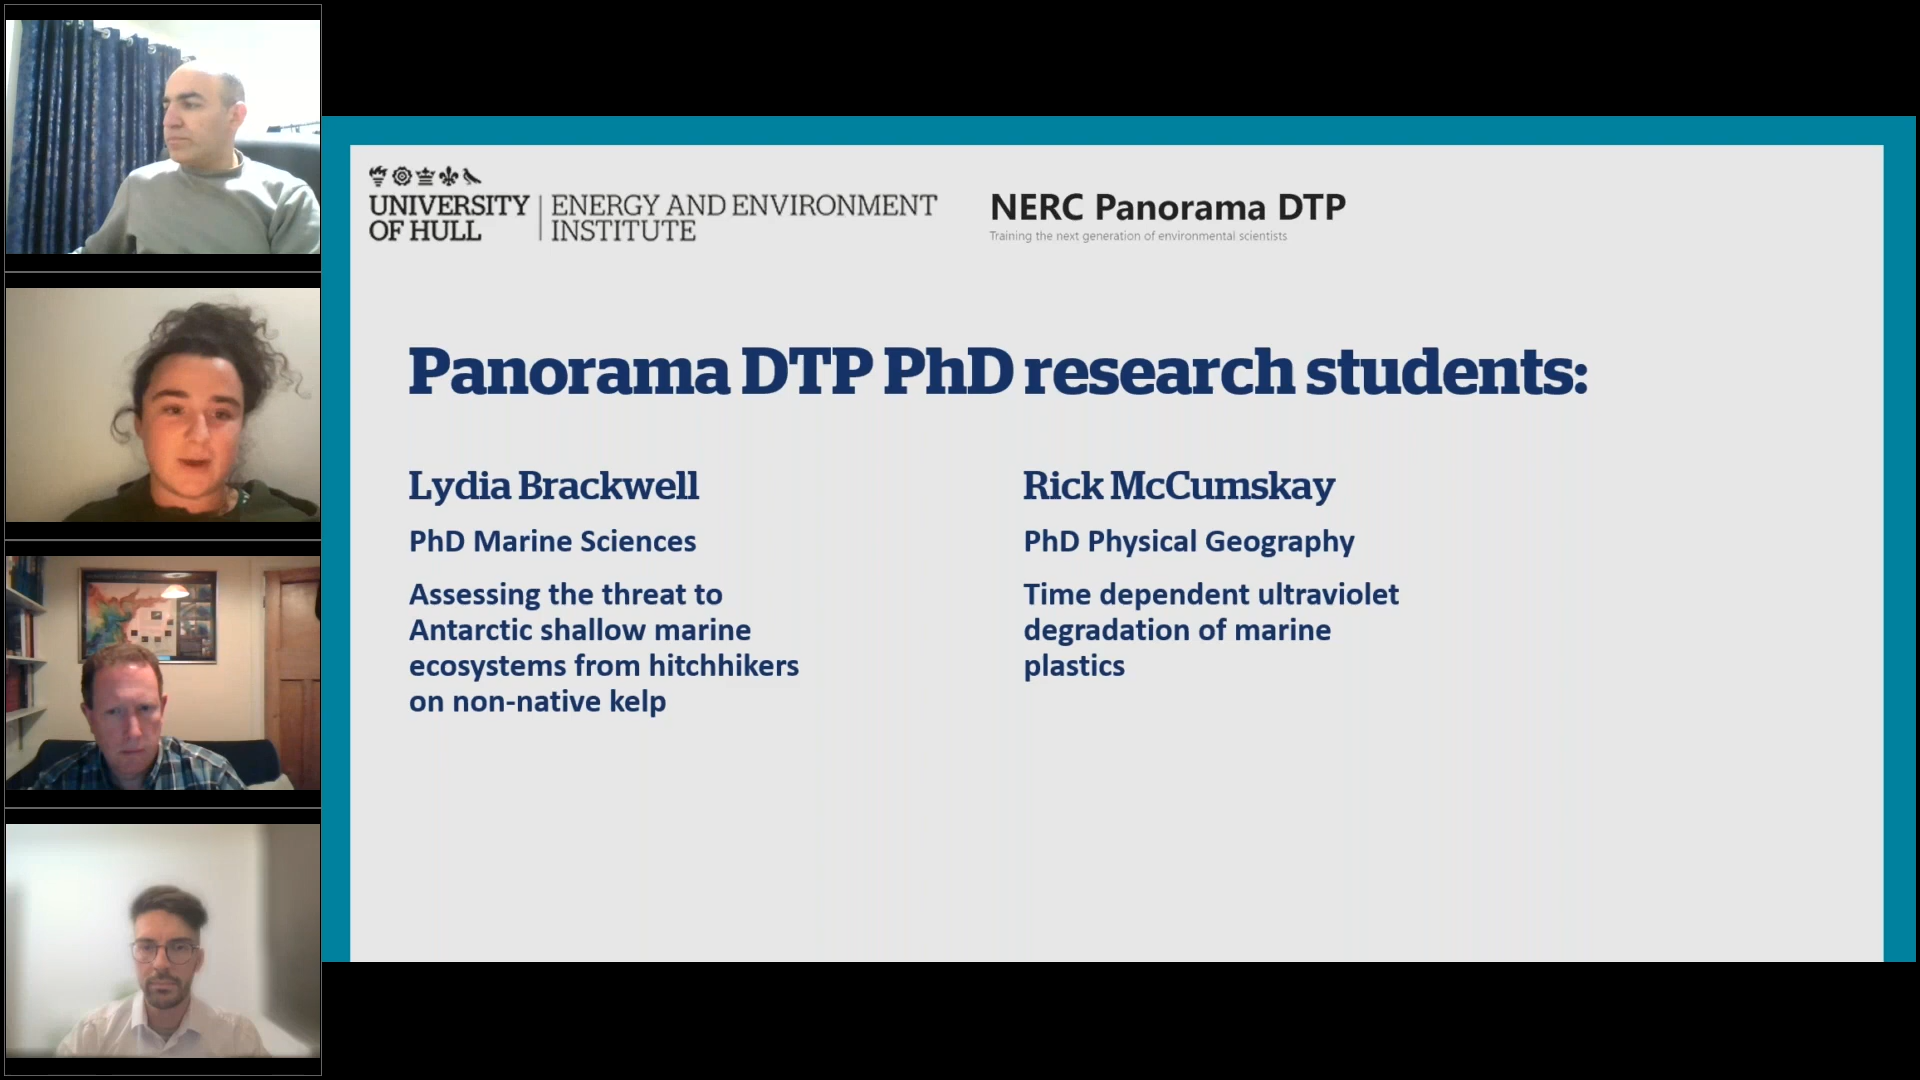 UNIVERSITY OF HULL
ENERGY AND ENVIRONMENT INSTITUTE
NERC Panorama DTP
Training the next generation of environmental scientists
Panorama DTP PhD research students:
Lydia Brackwell
PhD Marine Sciences
Assessing the threat to
Antarctic shallow marine
ecosystems from hitchhikers
on non-native kelp
Rick McCumskay
PhD Physical Geography
Time dependent ultraviolet
degradation of marine
plastics